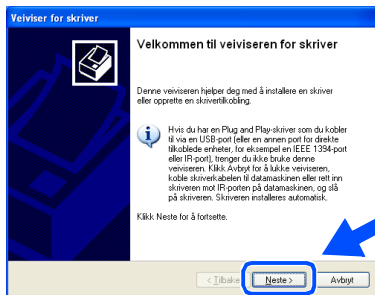 Veiviser for skriver
Velkommen til veiviseren for skriver
Denne veiviseren hjelper deg med å installere en skriver
eller opprette en skrivertilkobling.
Hvis du har en Plug and Play-skriver som du kobler
til via en USB-port (eller en annen port for direkte
tilkoblede enheter, for eksempel en IEEE 1394-port
eller IR-port), trenger du ikke bruke denne
veiviseren. Klikk Avbryt for å lukke veiviseren,
koble skriverkabelen til datamaskinen eller rett inn
skriveren mot IR-porten på datamaskinen, og slå
på skriveren. Skriveren installeres automatisk.
Klikk Neste for å fortsette.
< Tilbake Neste > Avbryt